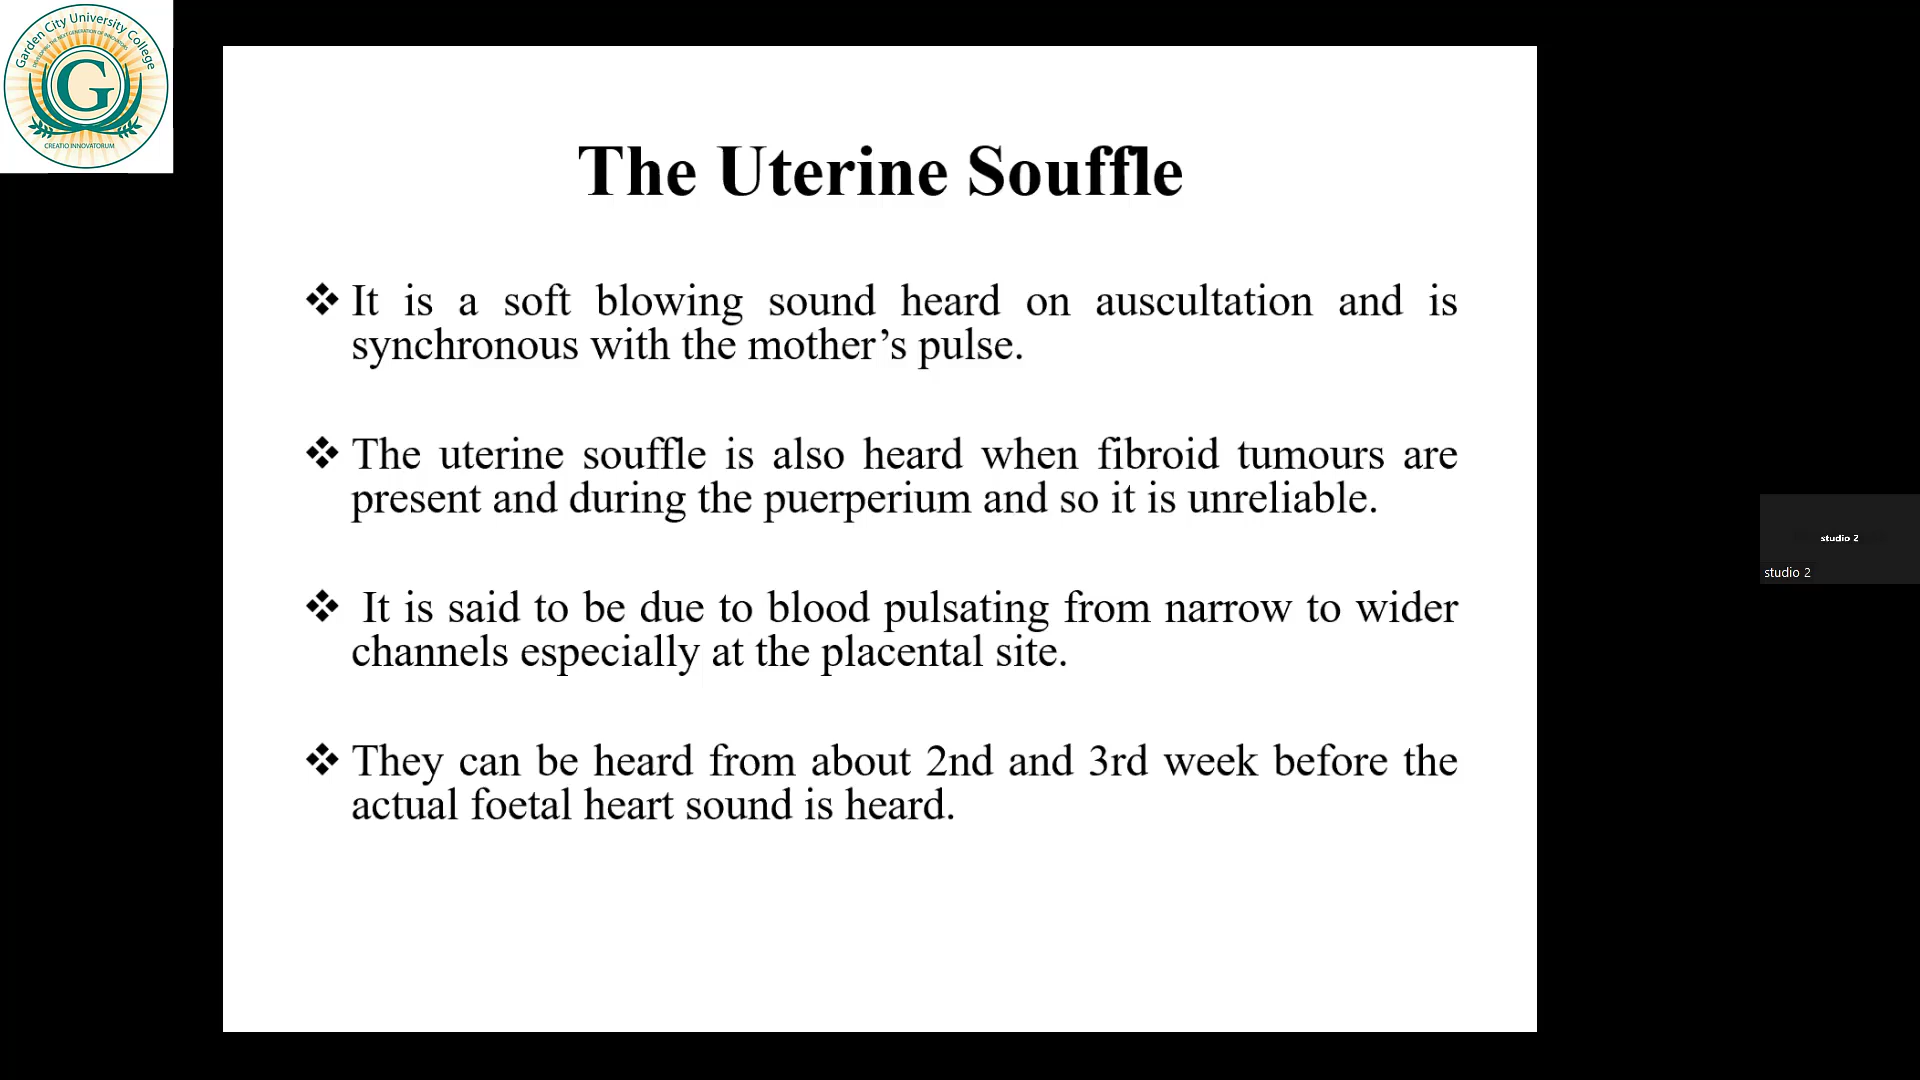 Garden City University College
CREATIO INNOVATORUM
The Uterine Souffle
❖ It is a soft blowing sound heard on auscultation and is
synchronous with the mother’s pulse.
❖ The uterine souffle is also heard when fibroid tumours are
present and during the puerperium and so it is unreliable.
❖ It is said to be due to blood pulsating from narrow to wider
channels especially at the placental site.
❖ They can be heard from about 2nd and 3rd week before the
actual foetal heart sound is heard.
studio 2
studio 2